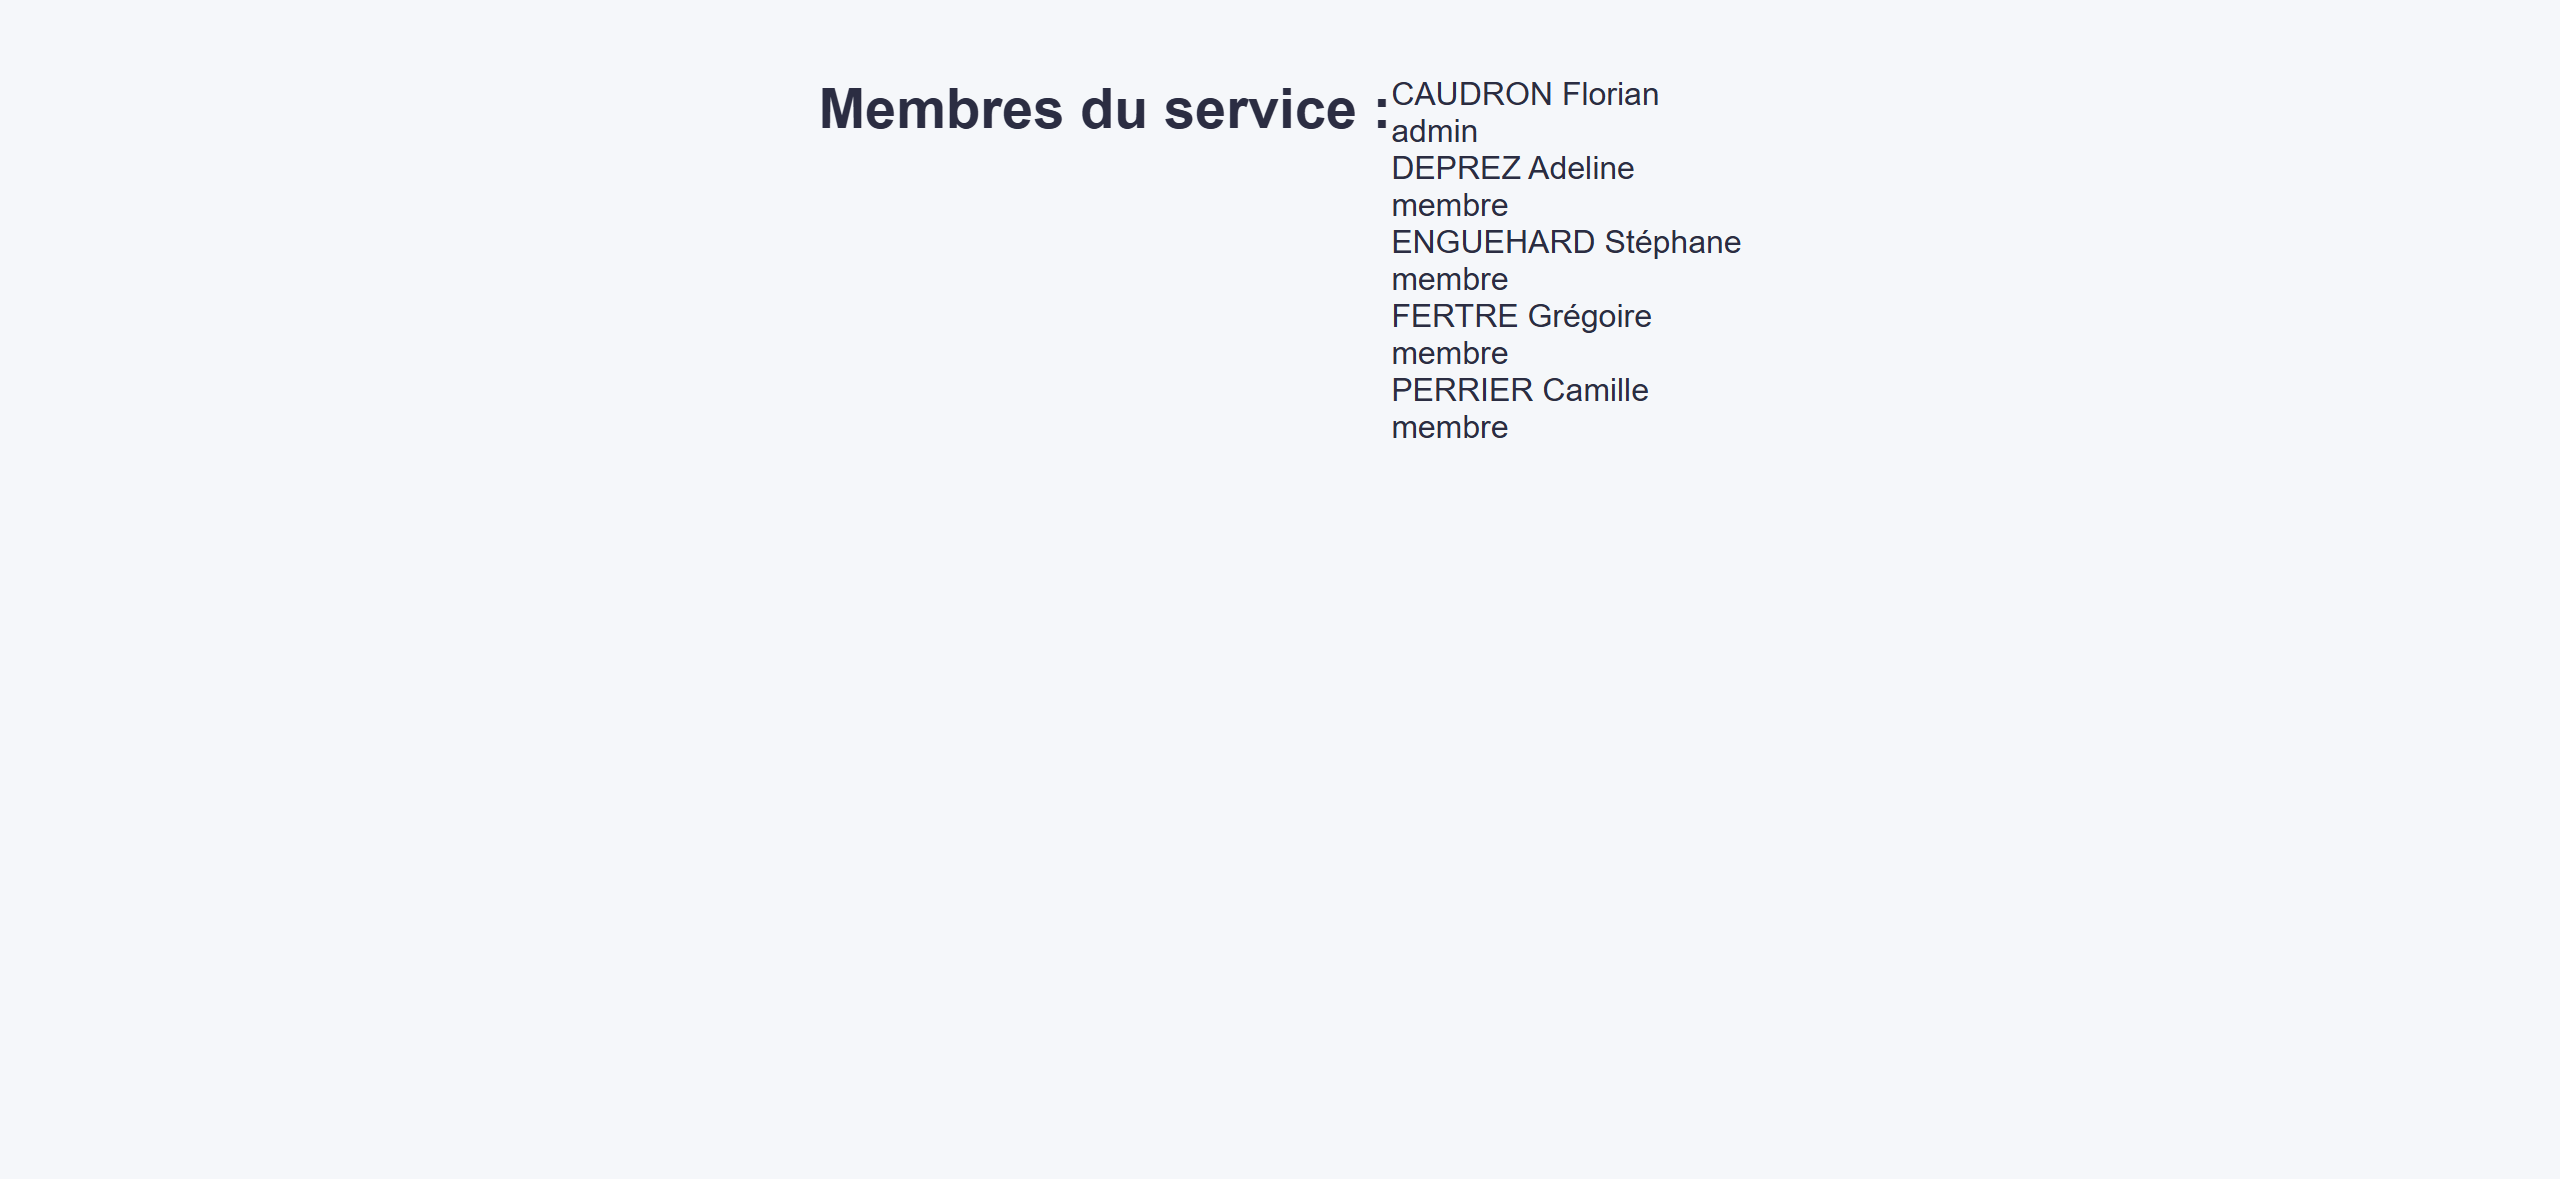 Membres du service :
CAUDRON Florian
admin
DEPREZ Adeline
membre
ENGUEHARD Stéphane
membre
FERTRE Grégoire
membre
PERRIER Camille
membre